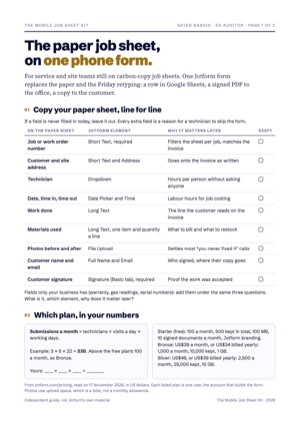 THE MOBILE JOB SHEET KIT
SAYED MARGIE · EX-AUDITOR · PAGE 1 OF 2
The paper job sheet,
on one phone form.
For service and site teams still on carbon-copy job sheets. One Jotform form
replaces the paper and the Friday retyping: a row in Google Sheets, a signed PDF to
the office, a copy to the customer.
Copy your paper sheet, line for line
If a field is never filled in today, leave it out. Every extra field is a reason for a technician to skip the form.
ON THE PAPER SHEET
JOTFORM ELEMENT
WHY IT MATTERS LATER
KEEP?
Job or work order
number
Short Text, required
Filters the sheet per job, matches the
invoice
Customer and site
address
Short Text and Address
Goes onto the invoice as written
Technician
Dropdown
Hours per person without asking
anyone
Date, time in, time out
Date Picker and Time
Labour hours for job costing
Work done
Long Text
The line the customer reads on the
invoice
Materials used
Long Text, one item and quantity
a line
What to bill and what to restock
Photos before and after
File Upload
Settles most "you never fixed it" calls
Customer name and
email
Full Name and Email
Who signed, where their copy goes
Customer signature
Signature (Basic tab), required
Proof the work was accepted
Fields only your business has (warranty, gas readings, serial numbers): add them under the same three questions.
What is it, which element, why does it matter later?
Which plan, in your numbers
Submissions a month = technicians × visits a day ×
working days.
Example: 3 × 5 × 22 = 330. Above the free plan's 100
a month, so Bronze.
Yours: ____ × ____ × ____ = ________
Starter (free): 100 a month, 500 kept in total, 100 MB,
10 signed documents a month, Jotform branding.
Bronze: US$39 a month, or US$34 billed yearly:
1,000 a month, 10,000 kept, 1 GB.
Silver: US$49, or US$39 billed yearly: 2,500 a
month, 25,000 kept, 10 GB.
From jotform.com/pricing, read on 17 November 2026, in US dollars. Each listed plan is one user, the account that builds the form.
Photos use upload space, which is a total, not a monthly allowance.
Independent guide, not Jotform's own material
The Mobile Job Sheet Kit · 2026